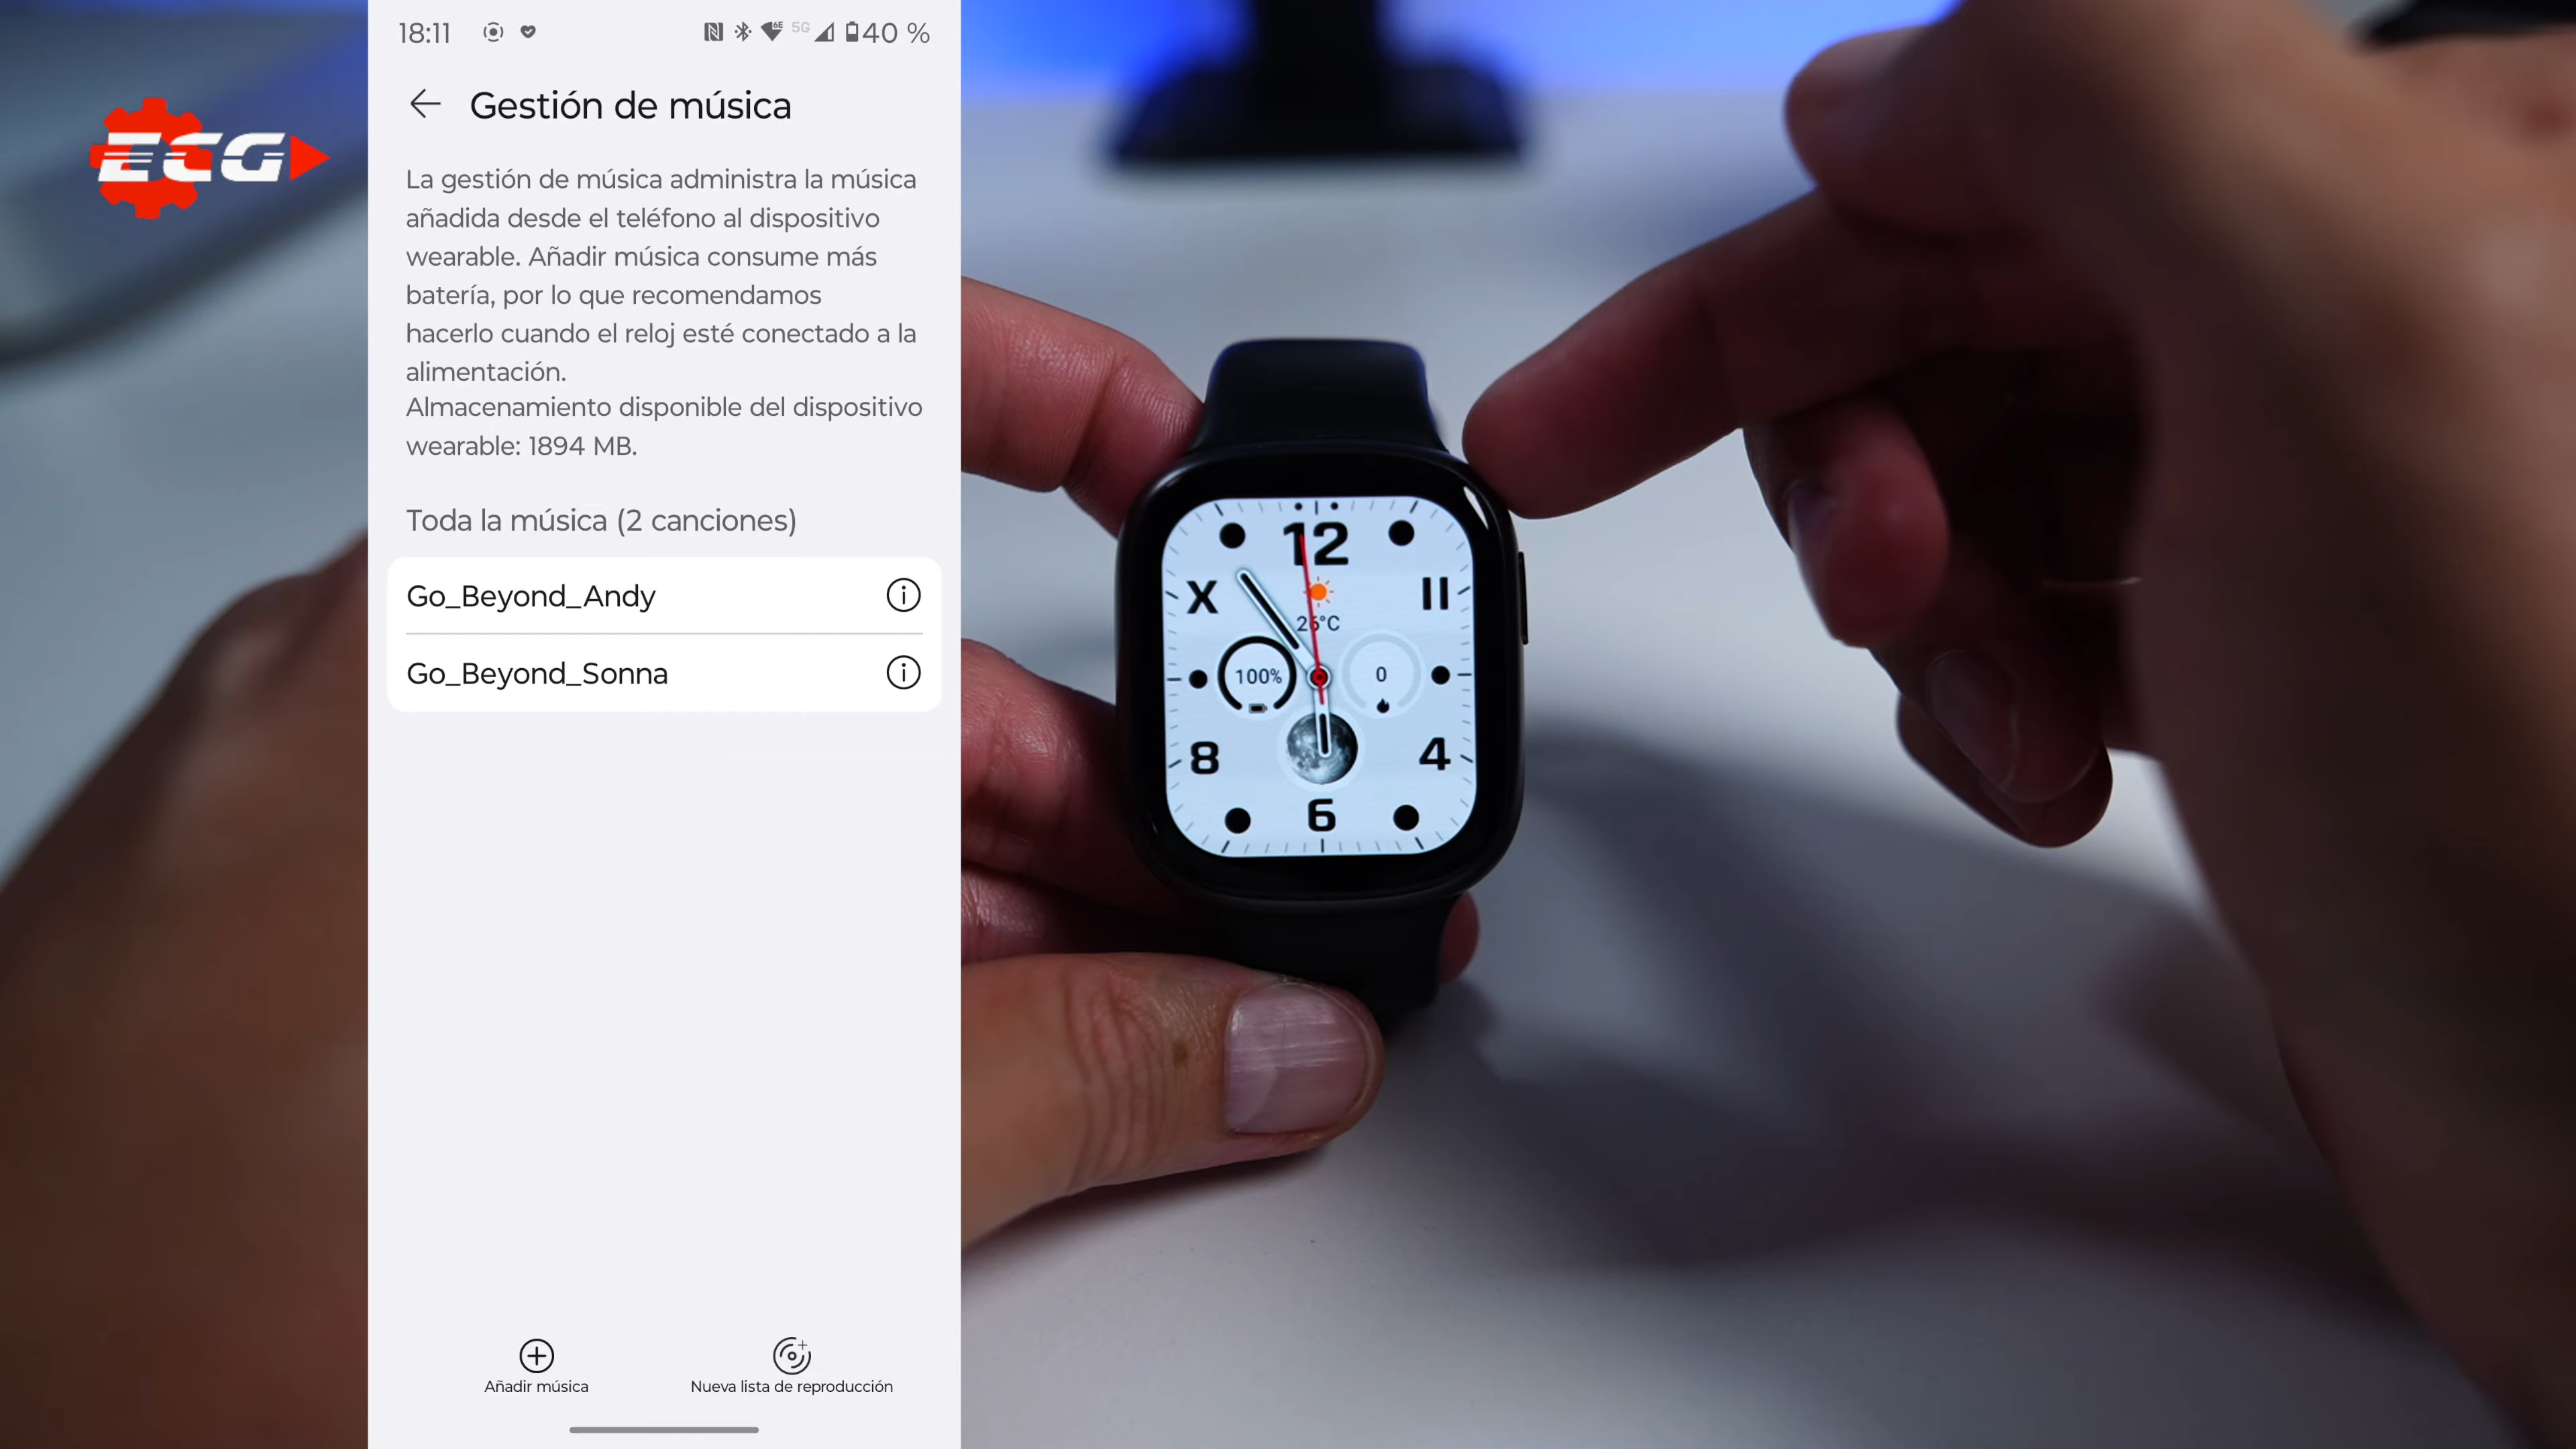 ECG
18:11
6E
5G
40 %
Gestión de música
La gestión de música administra la música
añadida desde el teléfono al dispositivo
wearable. Añadir música consume más
batería, por lo que recomendamos
hacerlo cuando el reloj esté conectado a la
alimentación.
Almacenamiento disponible del dispositivo
wearable: 1894 MB.
Toda la música (2 canciones)
Go_Beyond_Andy
Go_Beyond_Sonna
Añadir música
Nueva lista de reproducción
12
X
II
26°C
100%
0
8
4
6